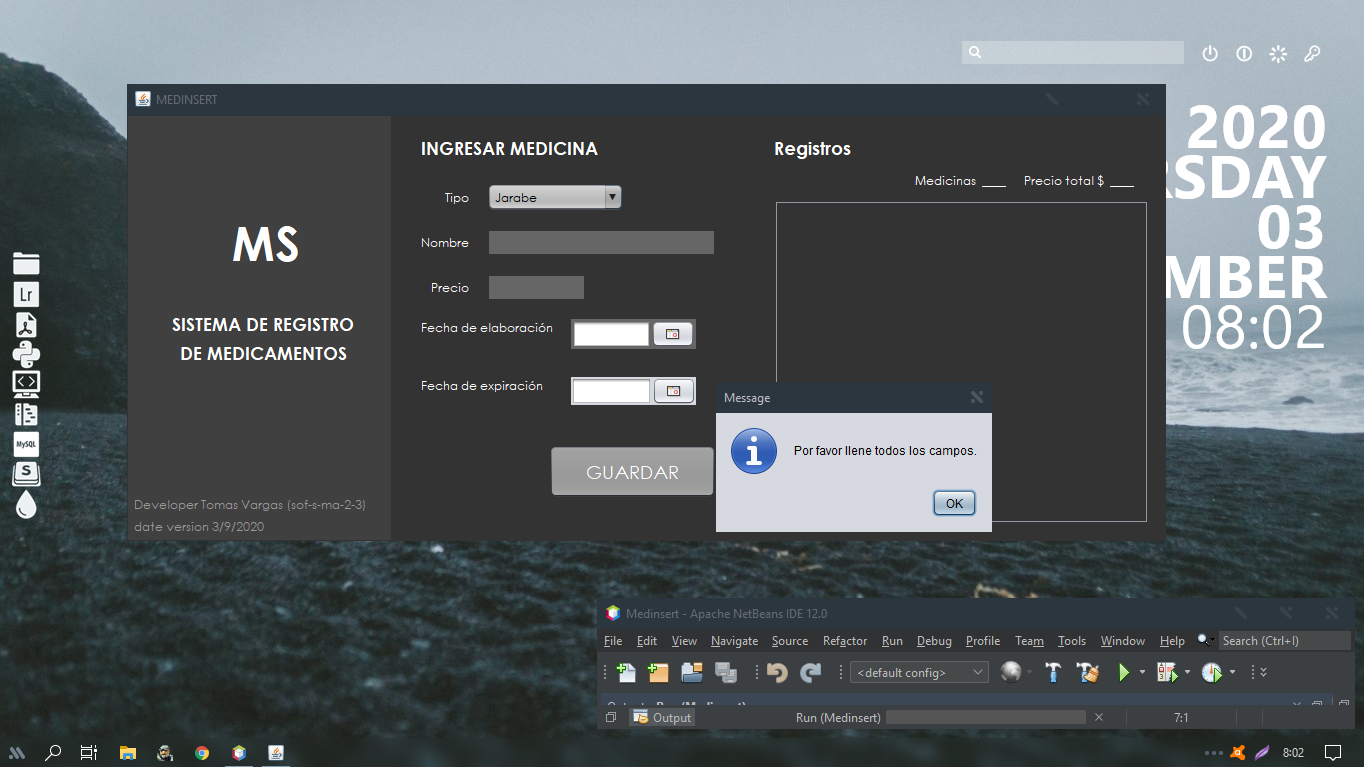 MEDINSERT
2020
RSDAY
03
MBER
08:02
MS
SISTEMA DE REGISTRO
DE MEDICAMENTOS
Developer Tomas Vargas (sof-s-ma-2-3)
date version 3/9/2020
INGRESAR MEDICINA
Tipo Jarabe
Nombre
Precio
Fecha de elaboración
Fecha de expiración
GUARDAR
Registros
Medicinas ___ Precio total $ ___
Message
Por favor llene todos los campos.
OK
Lr
MySQL
S
Medinsert - Apache NetBeans IDE 12.0
File Edit View Navigate Source Refactor Run Debug Profile Team Tools Window Help Search (Ctrl+I)
<default config>
Output Run (Medinsert) 7:1
8:02